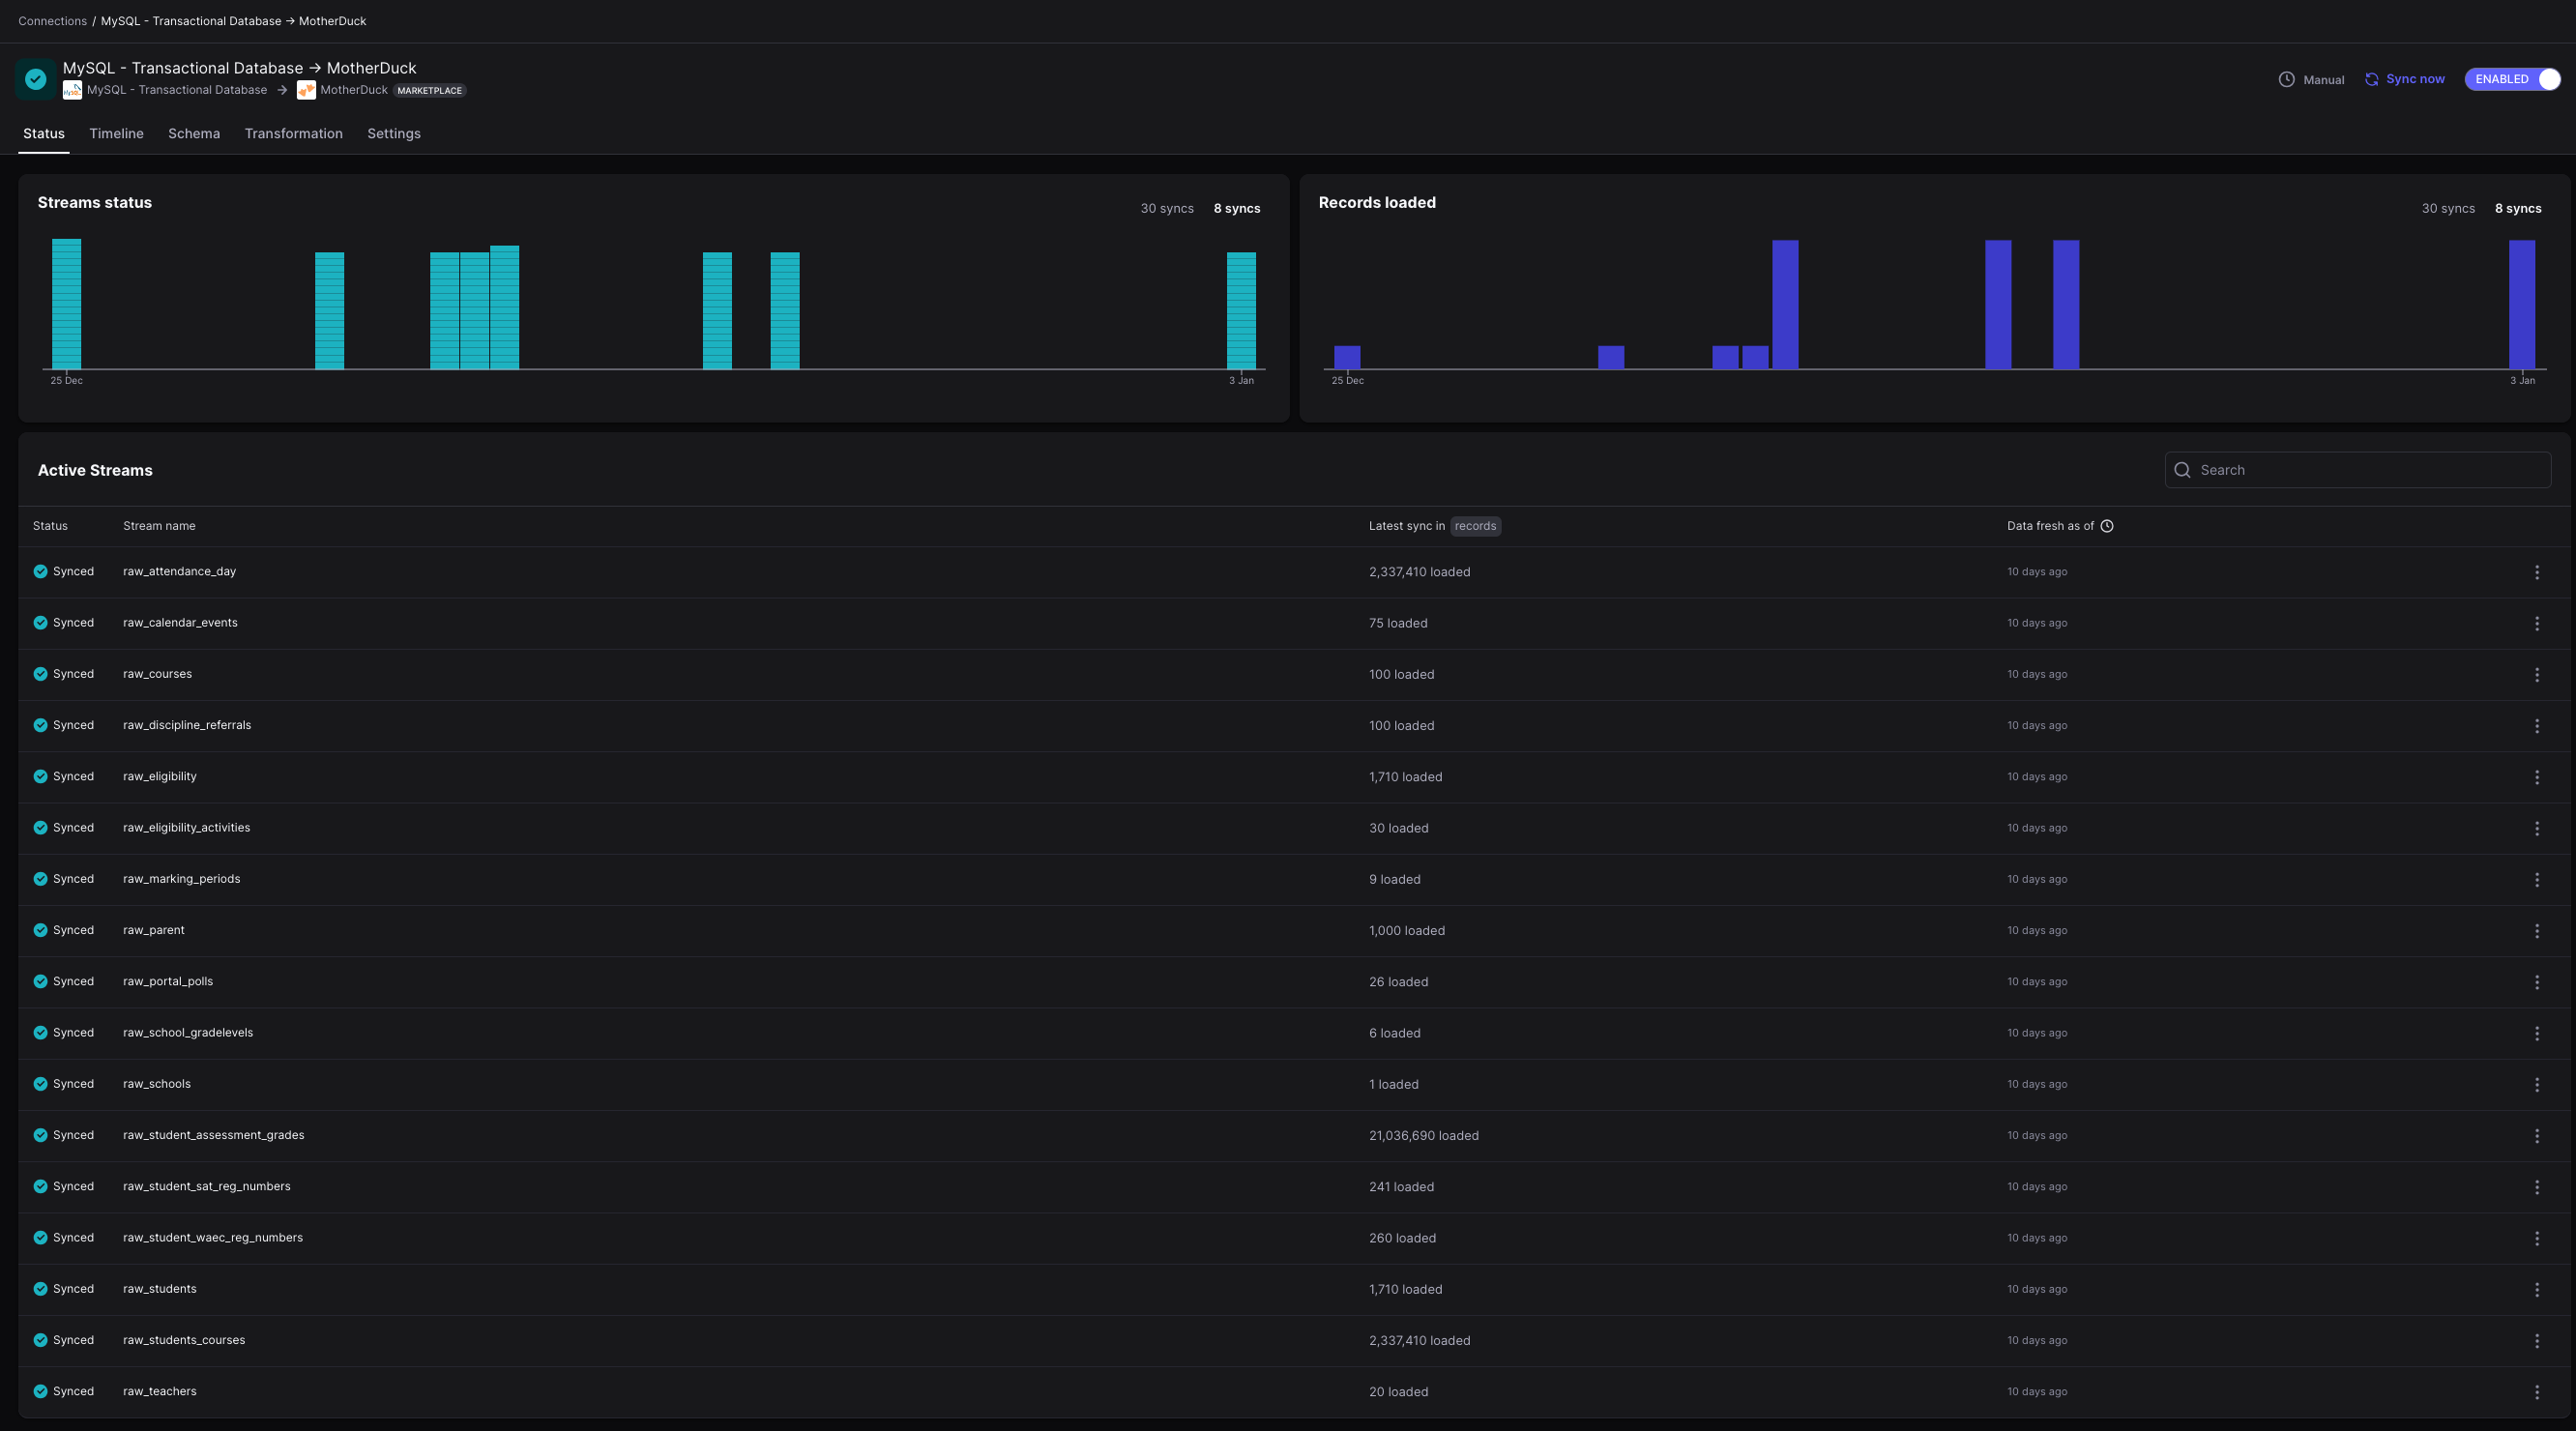 Connections / MySQL - Transactional Database → MotherDuck
MySQL - Transactional Database → MotherDuck
MySQL - Transactional Database → MotherDuck MARKETPLACE
Manual Sync now ENABLED
Status Timeline Schema Transformation Settings
Streams status
30 syncs 8 syncs
25 Dec 3 Jan
Records loaded
30 syncs 8 syncs
25 Dec 3 Jan
Active Streams
Search
Status Stream name Latest sync in records Data fresh as of
Synced raw_attendance_day 2,337,410 loaded 10 days ago
Synced raw_calendar_events 75 loaded 10 days ago
Synced raw_courses 100 loaded 10 days ago
Synced raw_discipline_referrals 100 loaded 10 days ago
Synced raw_eligibility 1,710 loaded 10 days ago
Synced raw_eligibility_activities 30 loaded 10 days ago
Synced raw_marking_periods 9 loaded 10 days ago
Synced raw_parent 1,000 loaded 10 days ago
Synced raw_portal_polls 26 loaded 10 days ago
Synced raw_school_gradelevels 6 loaded 10 days ago
Synced raw_schools 1 loaded 10 days ago
Synced raw_student_assessment_grades 21,036,690 loaded 10 days ago
Synced raw_student_sat_reg_numbers 241 loaded 10 days ago
Synced raw_student_waec_reg_numbers 260 loaded 10 days ago
Synced raw_students 1,710 loaded 10 days ago
Synced raw_students_courses 2,337,410 loaded 10 days ago
Synced raw_teachers 20 loaded 10 days ago